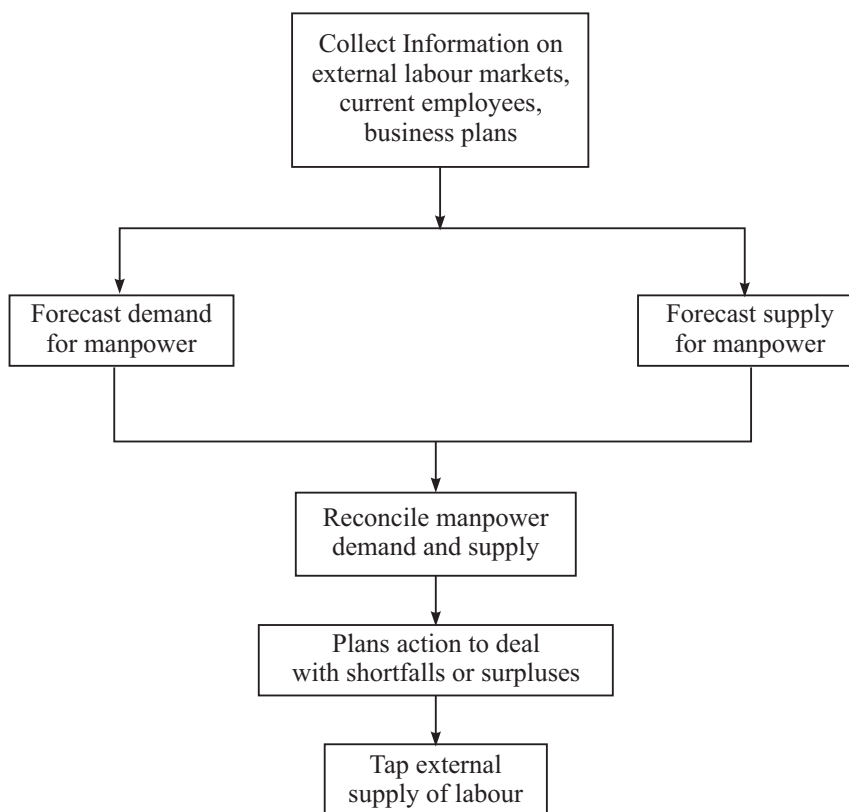 Collect Information on
external labour markets,
current employees,
business plans
Forecast demand
for manpower
Forecast supply
for manpower
Reconcile manpower
demand and supply
Plans action to deal
with shortfalls or surpluses
Tap external
supply of labour